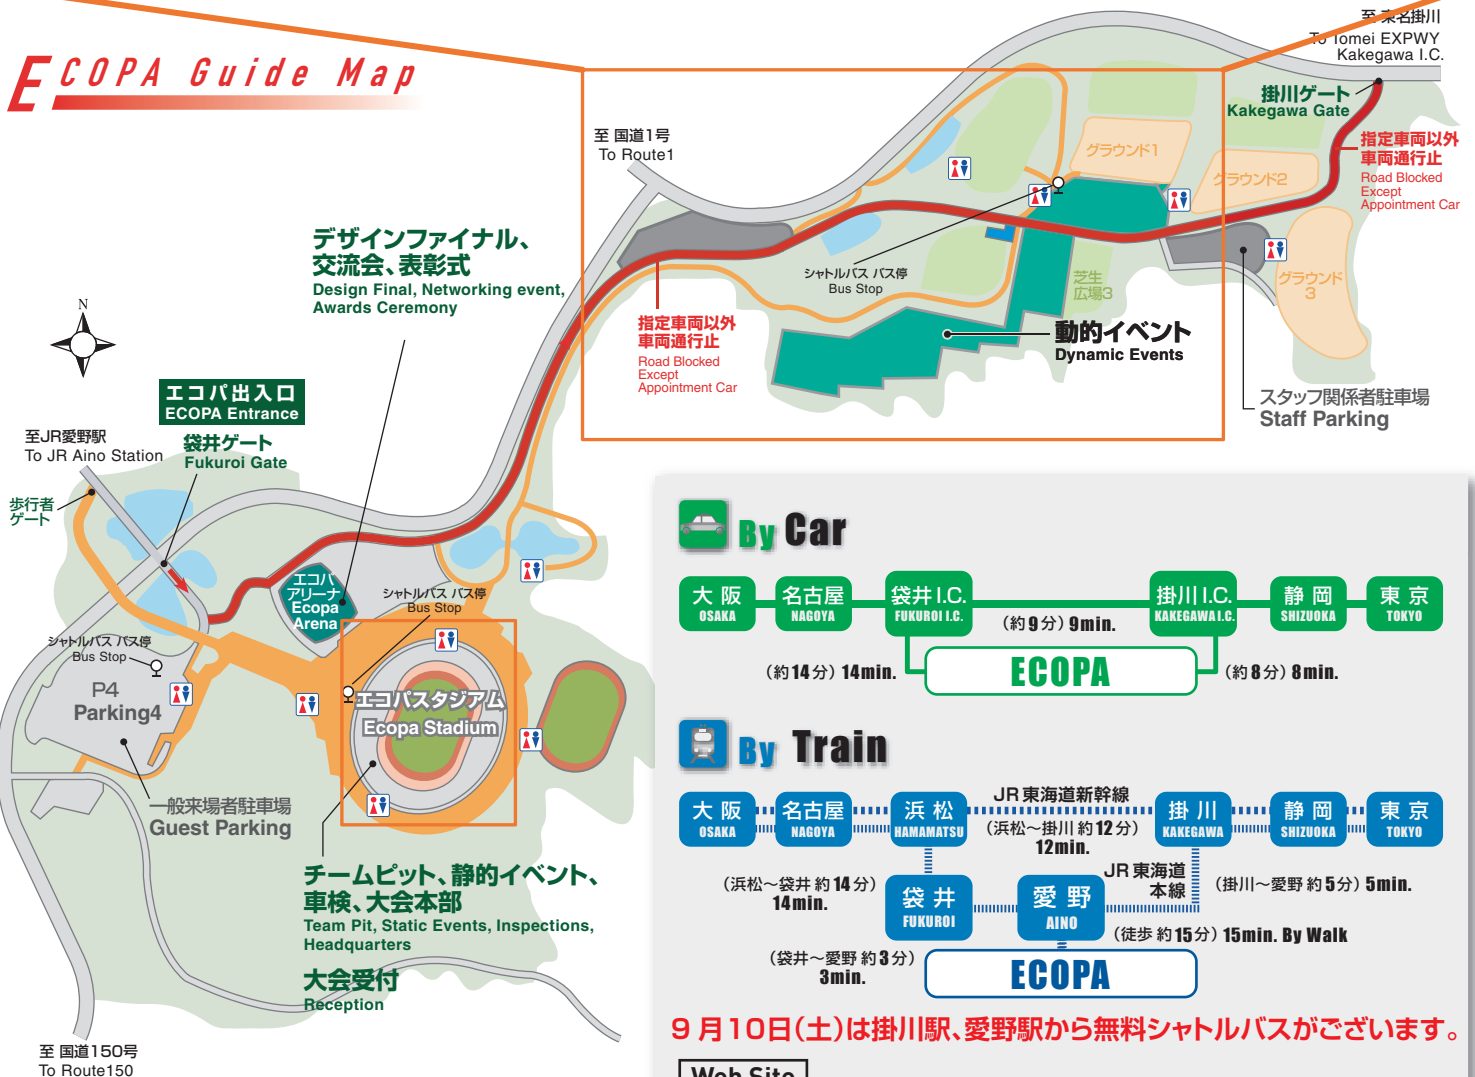 ECOPA Guide Map
至 東名掛川
To Tomei EXPWY
Kakegawa I.C.
掛川ゲート
Kakegawa Gate
指定車両以外
車両通行止
Road Blocked
Except
Appointment Car
至 国道1号
To Route1
グラウンド1
グラウンド2
グラウンド
3
シャトルバス バス停
Bus Stop
芝生
広場3
動的イベント
Dynamic Events
スタッフ関係者駐車場
Staff Parking
指定車両以外
車両通行止
Road Blocked
Except
Appointment Car
デザインファイナル、
交流会、表彰式
Design Final, Networking event,
Awards Ceremony
N
エコパ出入口
ECOPA Entrance
袋井ゲート
Fukuroi Gate
至JR愛野駅
To JR Aino Station
歩行者
ゲート
エコパ
アリーナ
Ecopa
Arena
シャトルバス バス停
Bus Stop
シャトルバス バス停
Bus Stop
P4
Parking4
エコパスタジアム
Ecopa Stadium
一般来場者駐車場
Guest Parking
チームピット、静的イベント、
車検、大会本部
Team Pit, Static Events, Inspections,
Headquarters
大会受付
Reception
至 国道150号
To Route150
By Car
大阪
OSAKA
名古屋
NAGOYA
袋井I.C.
FUKUROI I.C.
(約9分) 9min.
掛川I.C.
KAKEGAWA I.C.
静岡
SHIZUOKA
東京
TOKYO
(約14分) 14min.
ECOPA
(約8分) 8min.
By Train
大阪
OSAKA
名古屋
NAGOYA
浜松
HAMAMATSU
JR東海道新幹線
(浜松〜掛川 約12分)
12min.
掛川
KAKEGAWA
静岡
SHIZUOKA
東京
TOKYO
(浜松〜袋井 約14分)
14min.
袋井
FUKUROI
愛野
AINO
JR東海道
本線
(掛川〜愛野 約5分) 5min.
(徒歩 約15分) 15min. By Walk
(袋井〜愛野 約3分)
3min.
ECOPA
9月10日(土)は掛川駅、愛野駅から無料シャトルバスがございます。
Web Site